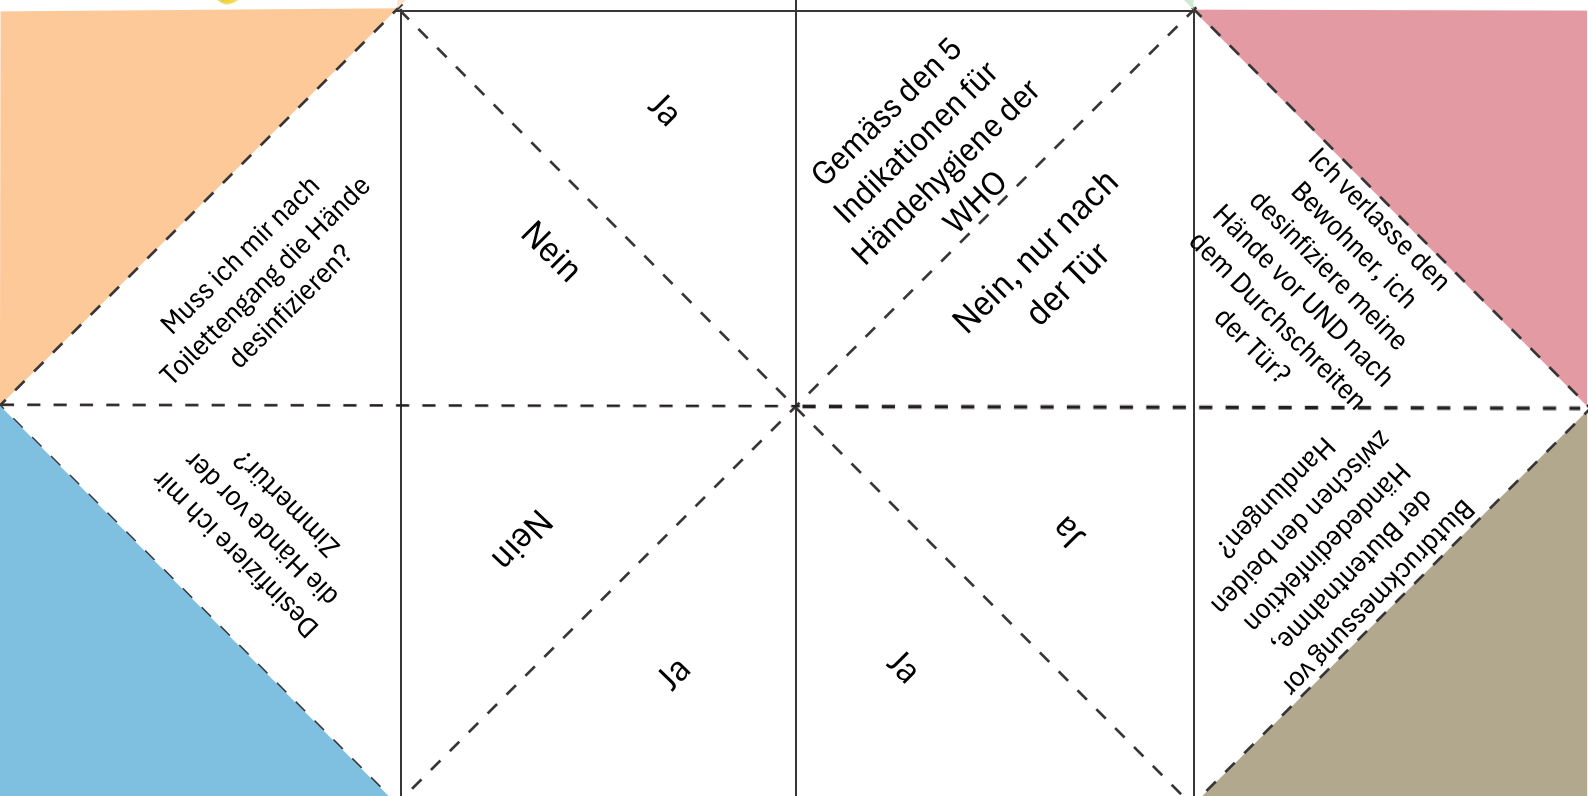 Ja
Nein
Gemäss den 5
Indikationen für
Händehygiene der
WHO
Nein, nur nach
der Tür
Muss ich mir nach
Toilettengang die Hände
desinfizieren?
Ich verlasse den
Bewohner, ich
desinfiziere meine
Hände vor UND nach
dem Durchschreiten
der Tür?
Desinfiziere ich mir
die Hände vor der
Zimmertür?
Nein
Ja
Ja
Ja
Blutdruckmessung vor
der Blutentnahme,
Händedinfektion
zwischen den beiden
Handlungen?